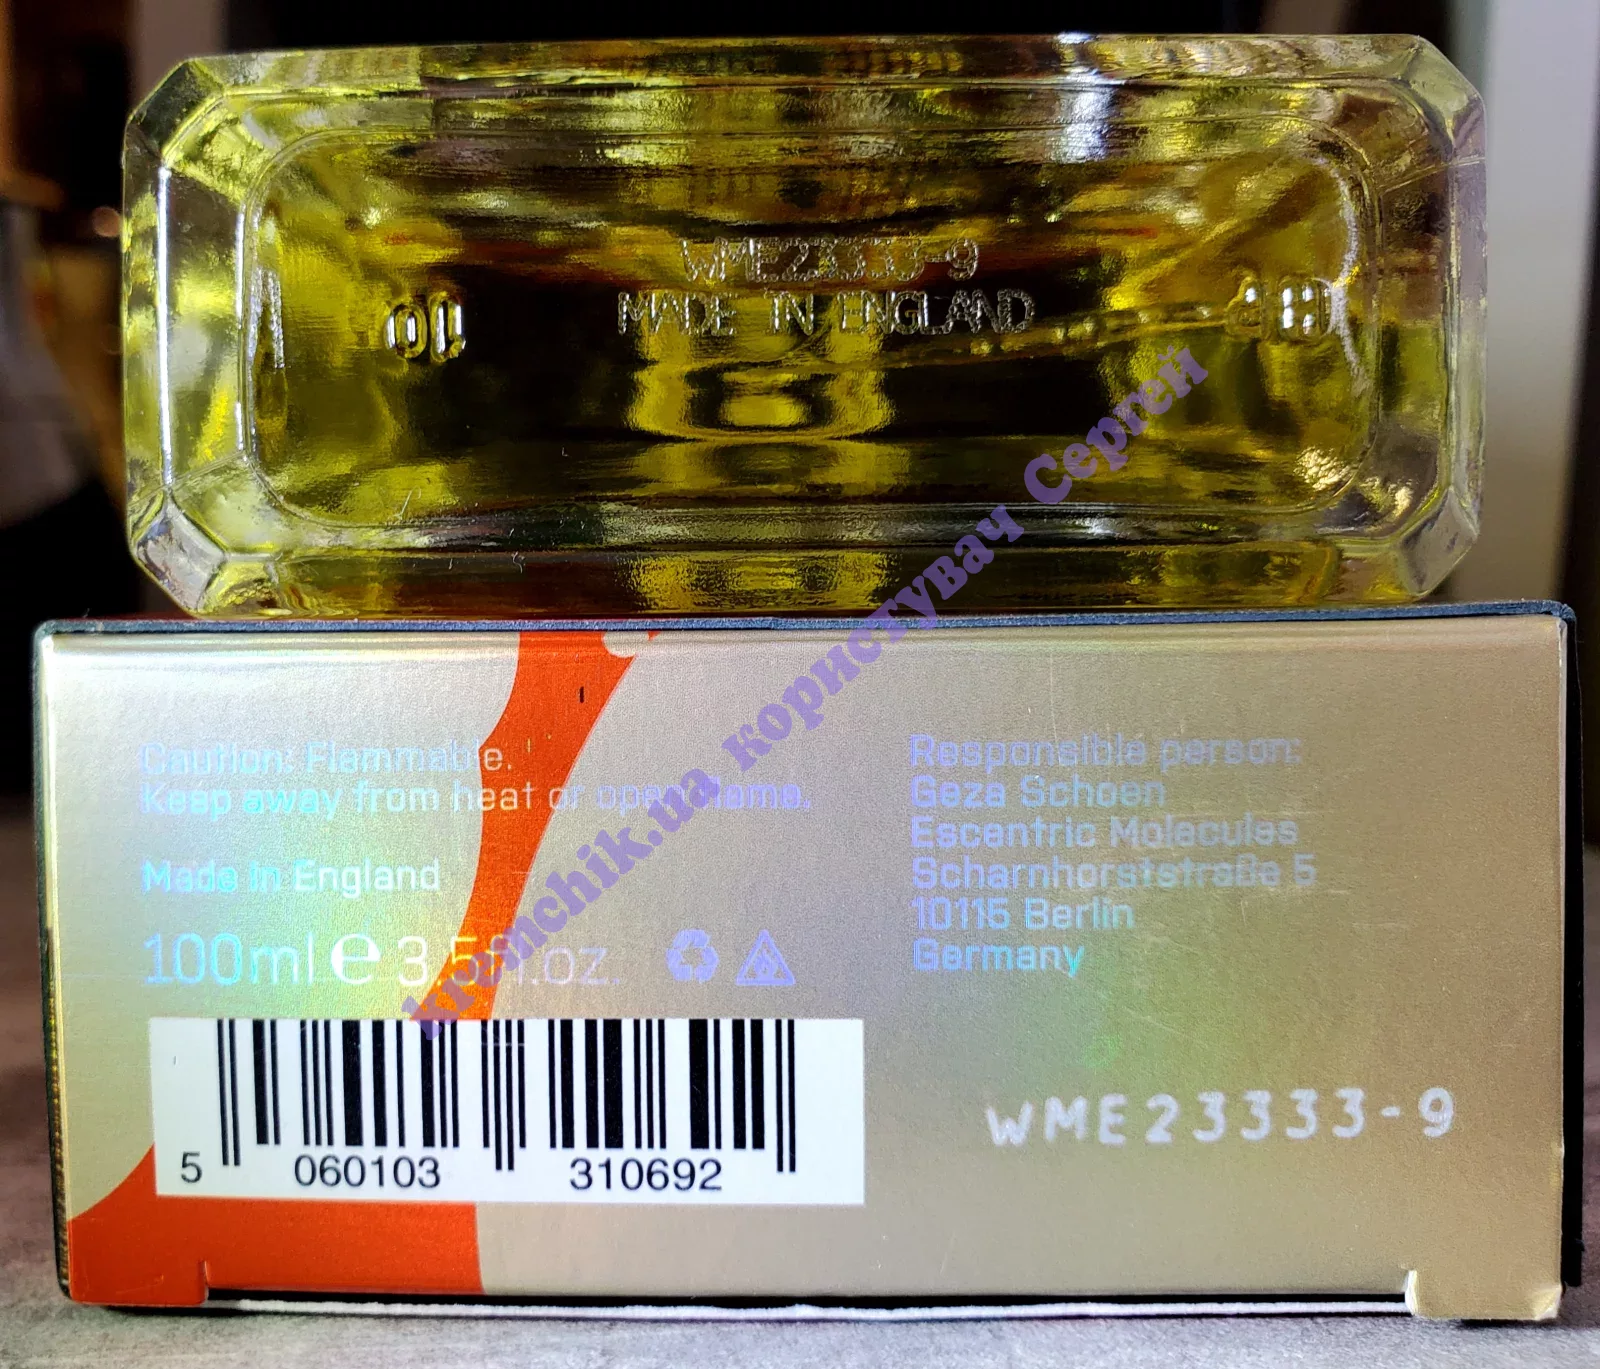 WME23333-9
MADE IN ENGLAND
Caution: Flammable.
Keep away from heat or open flame.
Made in England
100ml e 3.5fl.oz.
Responsible person:
Geza Schoen
Escentric Molecules
Scharnhorststraße 5
10115 Berlin
Germany
5 060103 310692
WME23333-9
kremchik.ua користувач Сергей